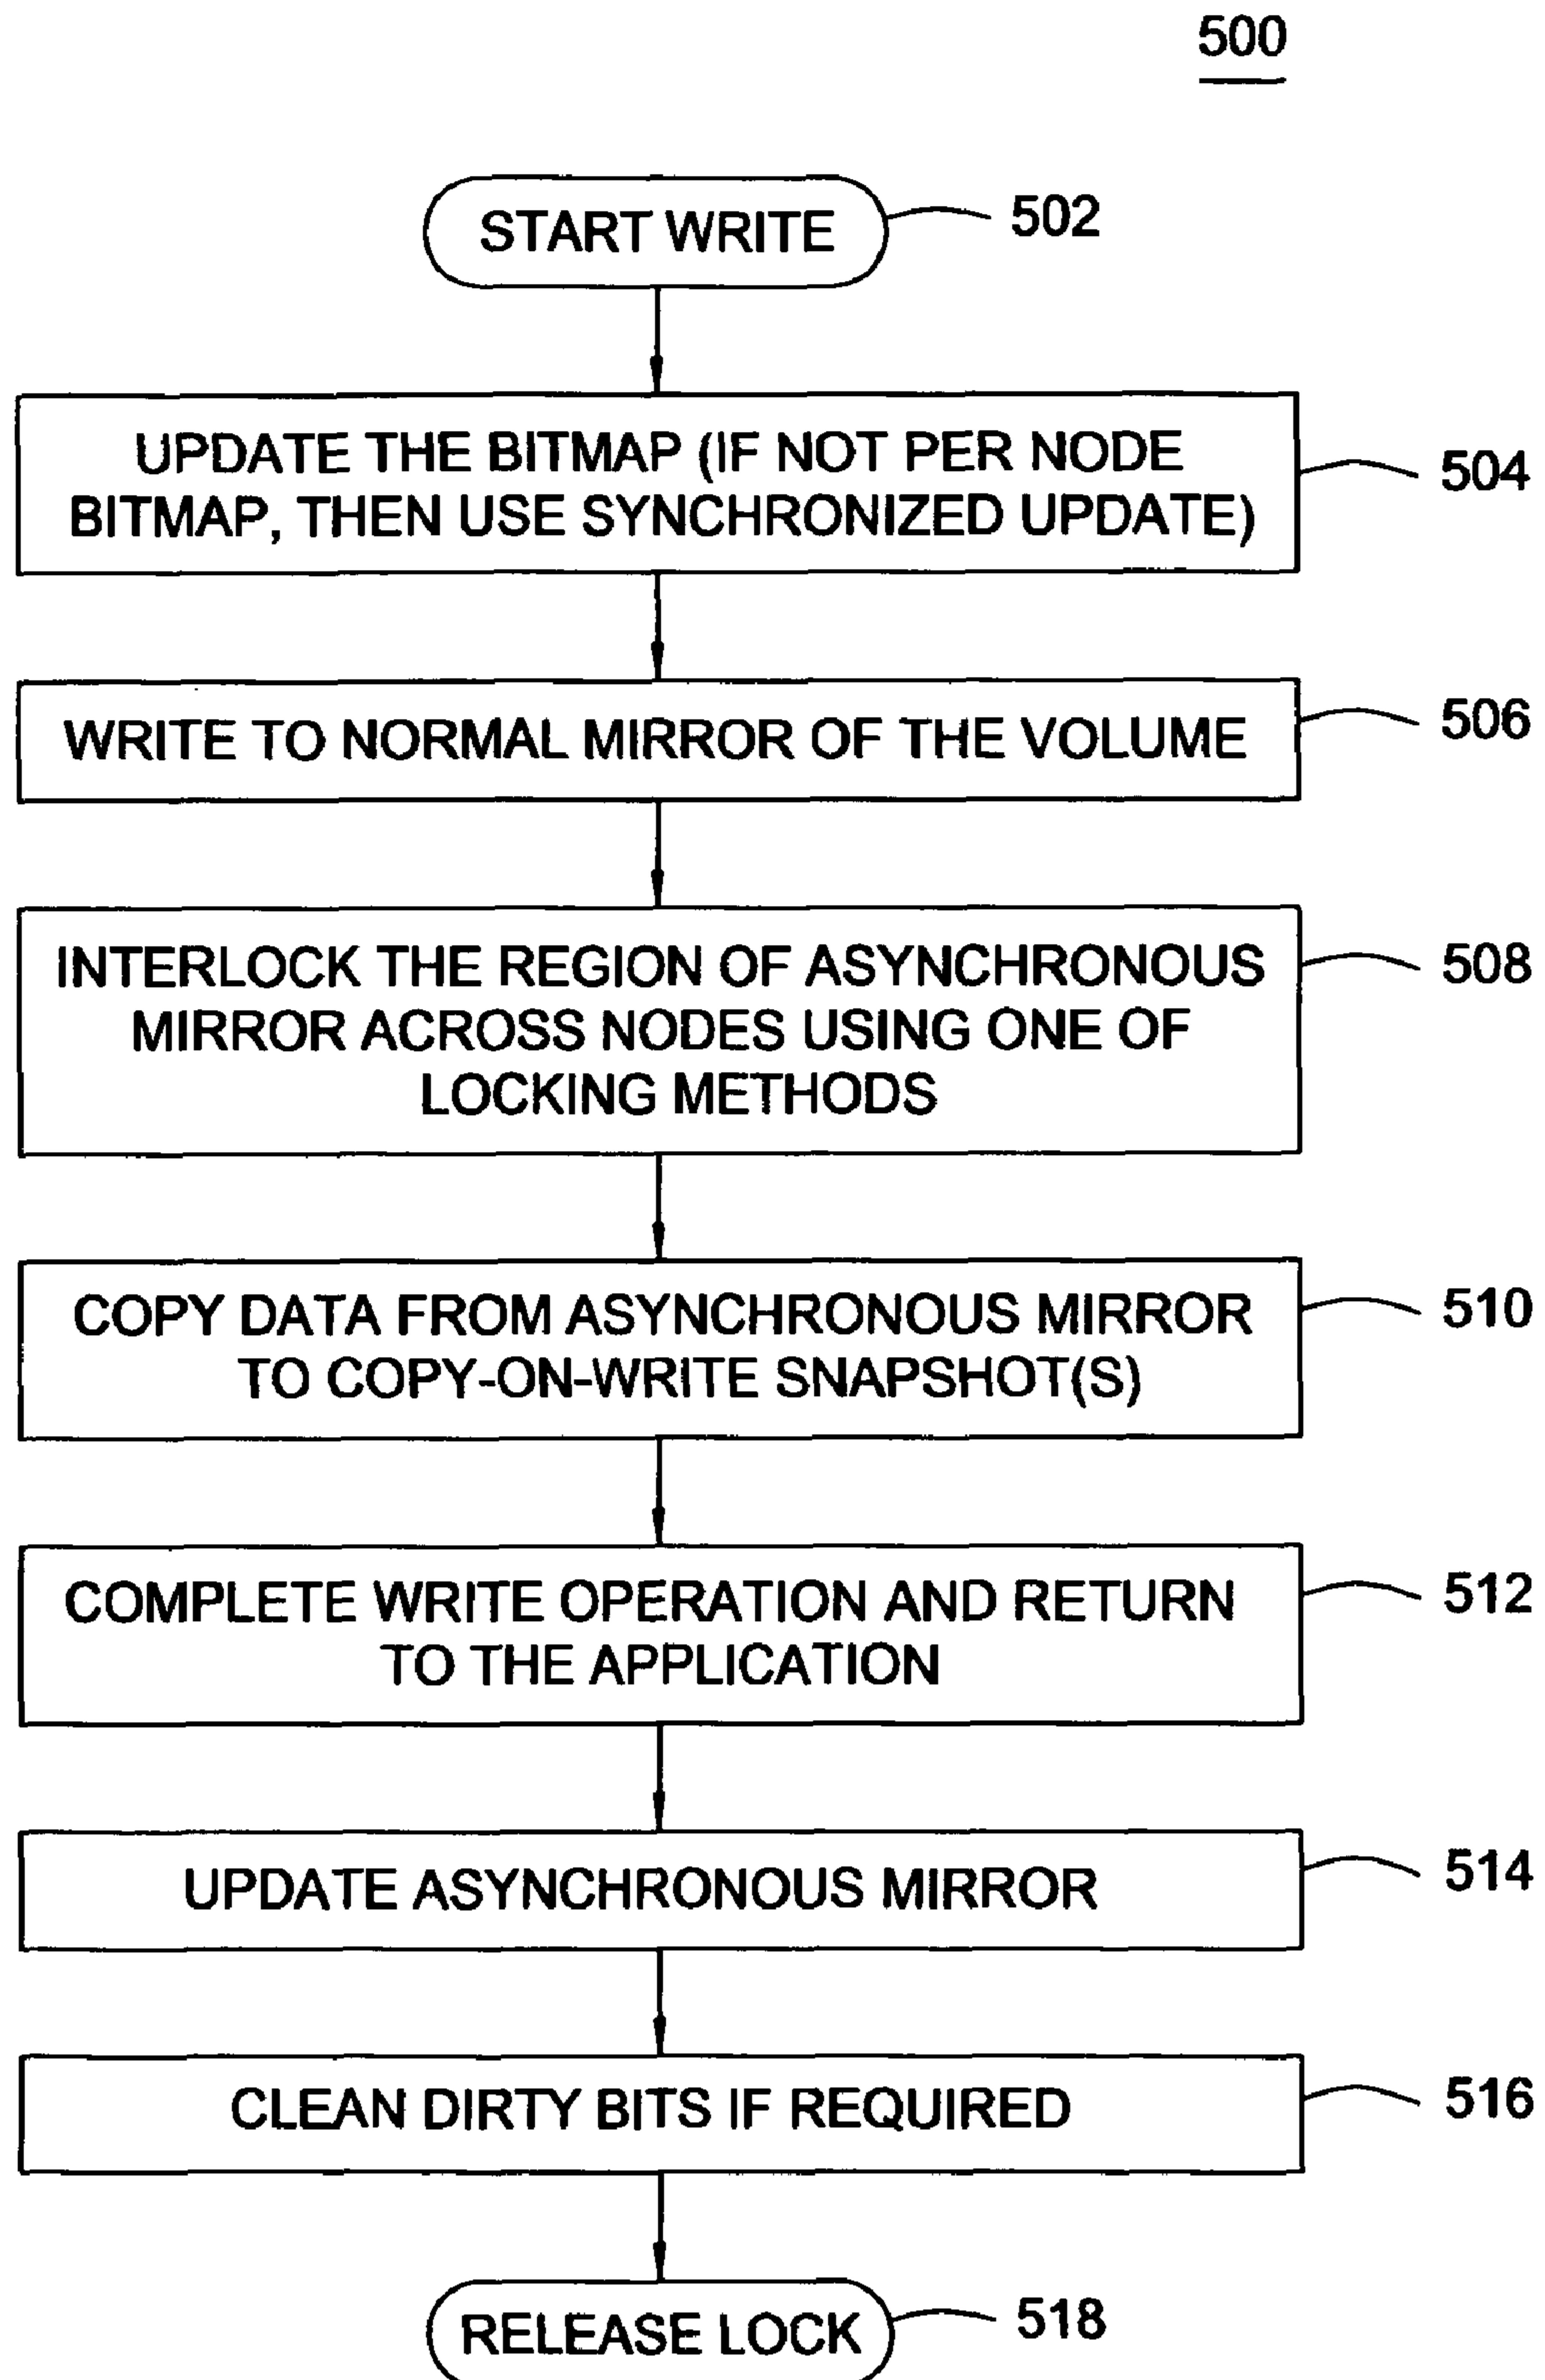 500
START WRITE
502
UPDATE THE BITMAP (IF NOT PER NODE
BITMAP, THEN USE SYNCHRONIZED UPDATE)
504
WRITE TO NORMAL MIRROR OF THE VOLUME
506
INTERLOCK THE REGION OF ASYNCHRONOUS
MIRROR ACROSS NODES USING ONE OF
LOCKING METHODS
508
COPY DATA FROM ASYNCHRONOUS MIRROR
TO COPY-ON-WRITE SNAPSHOT(S)
510
COMPLETE WRITE OPERATION AND RETURN
TO THE APPLICATION
512
UPDATE ASYNCHRONOUS MIRROR
514
CLEAN DIRTY BITS IF REQUIRED
516
RELEASE LOCK
518